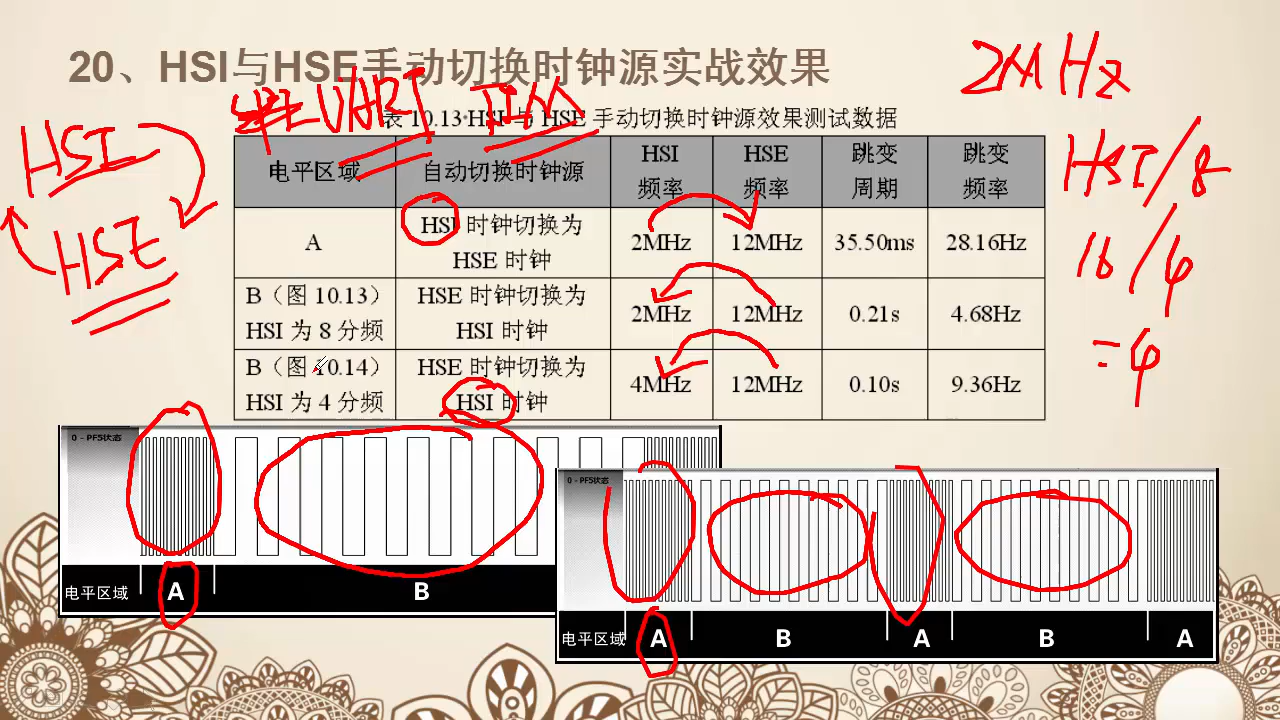 20、HSI与HSE手动切换时钟源实战效果
2MHz
UART TIM
表 10.13 HSI 与 HSE 手动切换时钟源效果测试数据
HSI
HSE
HSI/8
16/4
=4
电平区域 自动切换时钟源 HSI 频率 HSE 频率 跳变 周期 跳变 频率
A HSI 时钟切换为 HSE 时钟 2MHz 12MHz 35.50ms 28.16Hz
B（图 10.13） HSI 为 8 分频 HSE 时钟切换为 HSI 时钟 2MHz 12MHz 0.21s 4.68Hz
B（图 10.14） HSI 为 4 分频 HSE 时钟切换为 HSI 时钟 4MHz 12MHz 0.10s 9.36Hz
0 - PF5状态
电平区域 A B
0 - PF5状态
电平区域 A B A B A